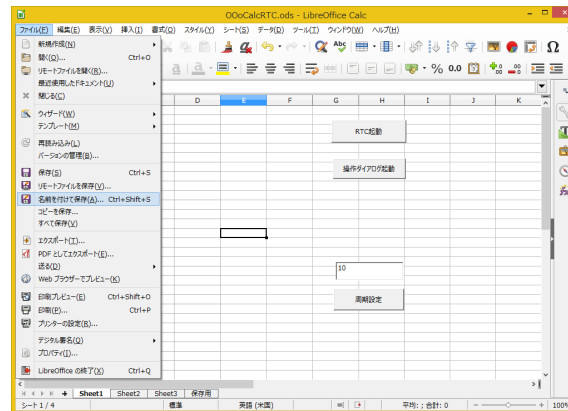 OOoCalcRTC.ods - LibreOffice Calc
ファイル(F) 編集(E) 表示(V) 挿入(I) 書式(O) スタイル(Y) シート(S) データ(D) ツール(T) ウィンドウ(W) ヘルプ(H)
新規作成(N)
開く(O)... Ctrl+O
リモートファイルを開く(R)...
最近使用したドキュメント(U)
閉じる(C)
ウィザード(W)
テンプレート(M)
再読み込み(L)
バージョンの管理(B)...
保存(S) Ctrl+S
リモートファイルを保存(V)...
名前を付けて保存(A)... Ctrl+Shift+S
コピーを保存...
すべて保存(V)
エクスポート(T)...
PDF としてエクスポート(E)...
送る(D)
Web ブラウザーでプレビュー(K)
印刷プレビュー(E) Ctrl+Shift+O
印刷(P)... Ctrl+P
プリンターの設定(R)...
デジタル署名(Q)
プロパティ(I)...
LibreOffice の終了(X) Ctrl+Q
% 0.0
D E F G H I J K
RTC起動
操作ダイアログ起動
10
周期設定
Sheet1 Sheet2 Sheet3 保存用
シート 1 / 4 標準 英語 (米国) 平均: ; 合計: 0 100%